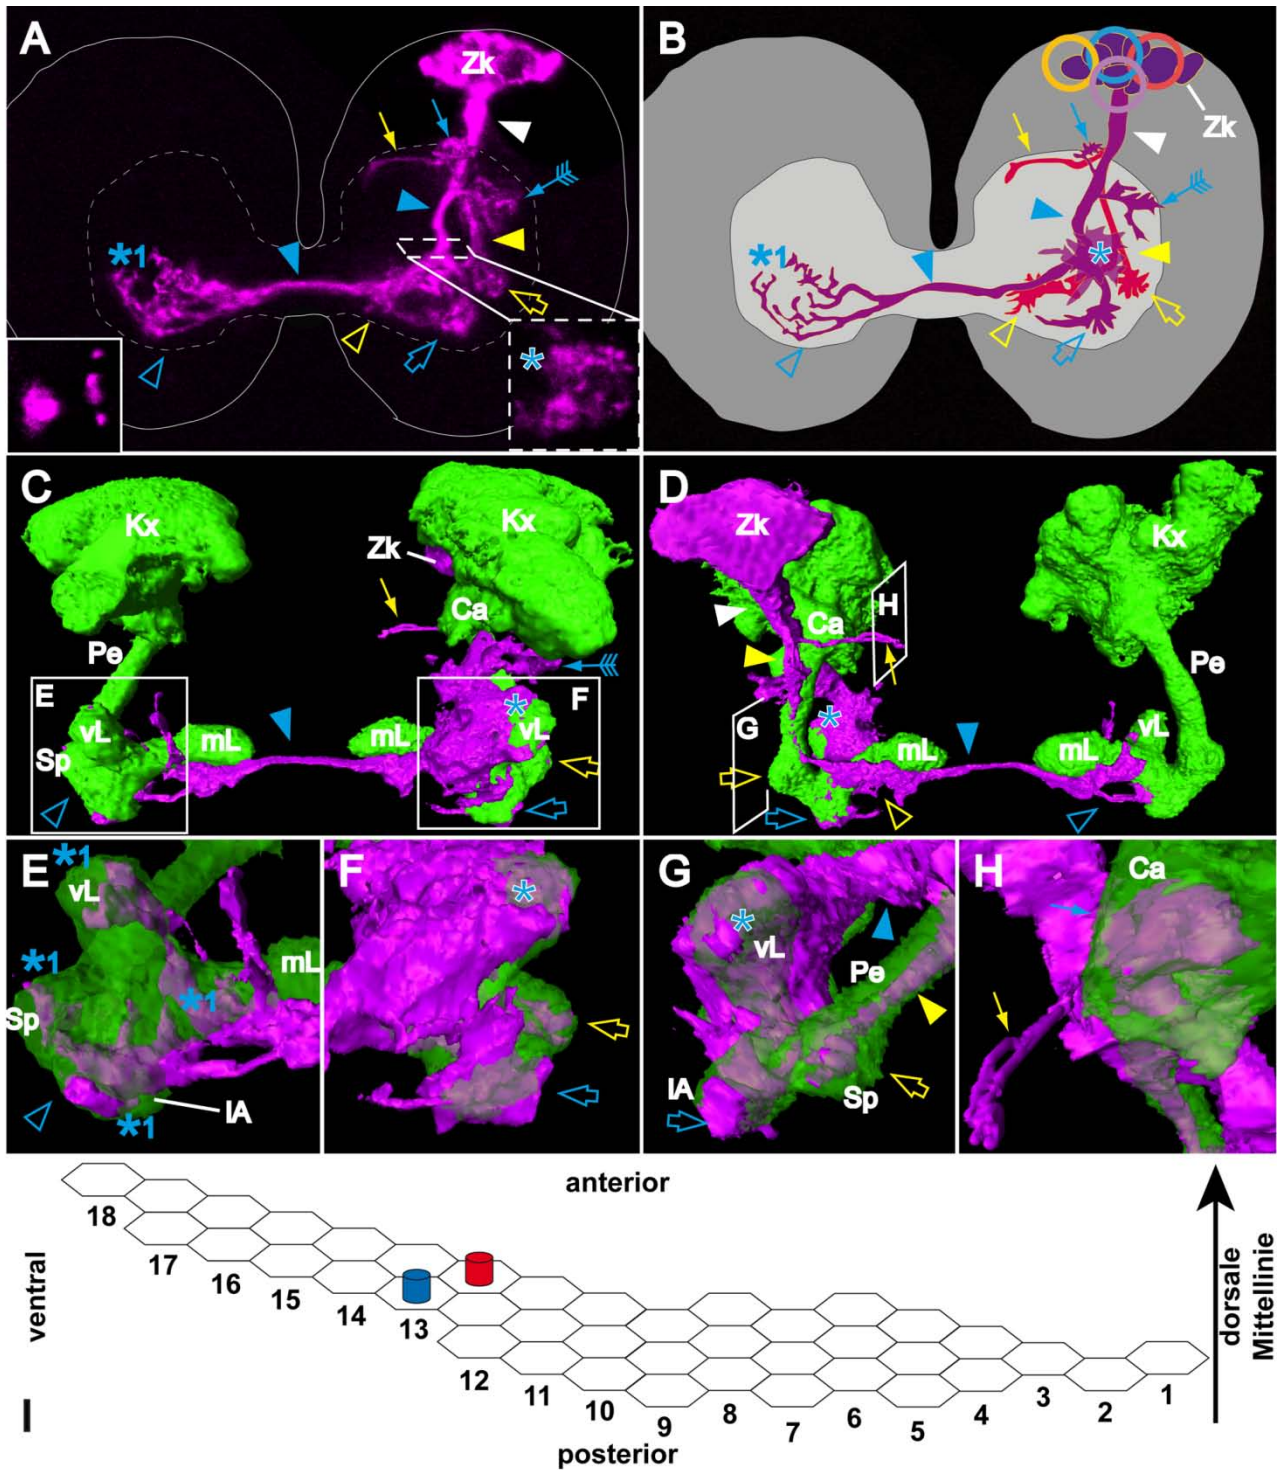 A
Zk
*1
*
B
Zk
*1
*
C
Kx
Zk
Ca
Pe
E
F
vL
*
vL
Sp
mL
mL
D
Zk
Kx
Ca
H
Pe
G
*
mL
mL
vL
E
*1
vL
*1
mL
*1
Sp
IA
*1
F
*
G
*
vL
Pe
IA
Sp
H
Ca
anterior
18
17
16
15
14
13
12
11
10
9
8
7
6
5
4
3
2
1
ventral
dorsale
Mittellinie
I
posterior